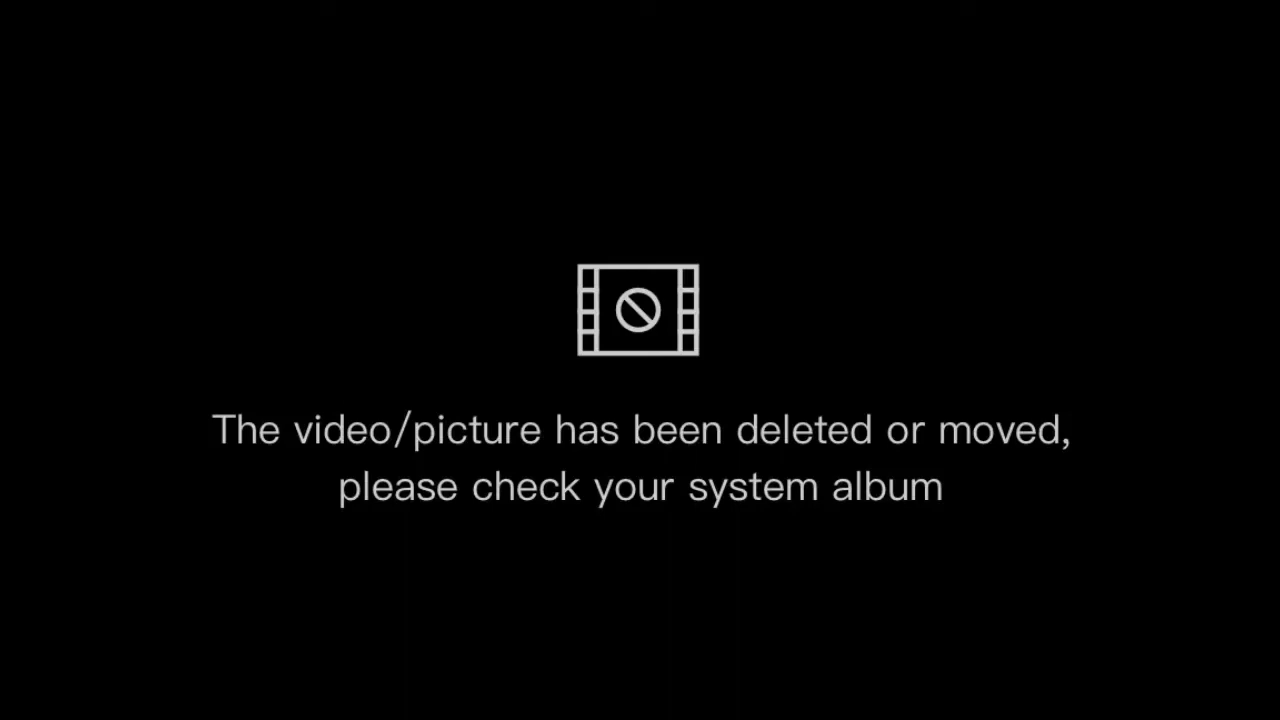 The video/picture has been deleted or moved,
please check your system album